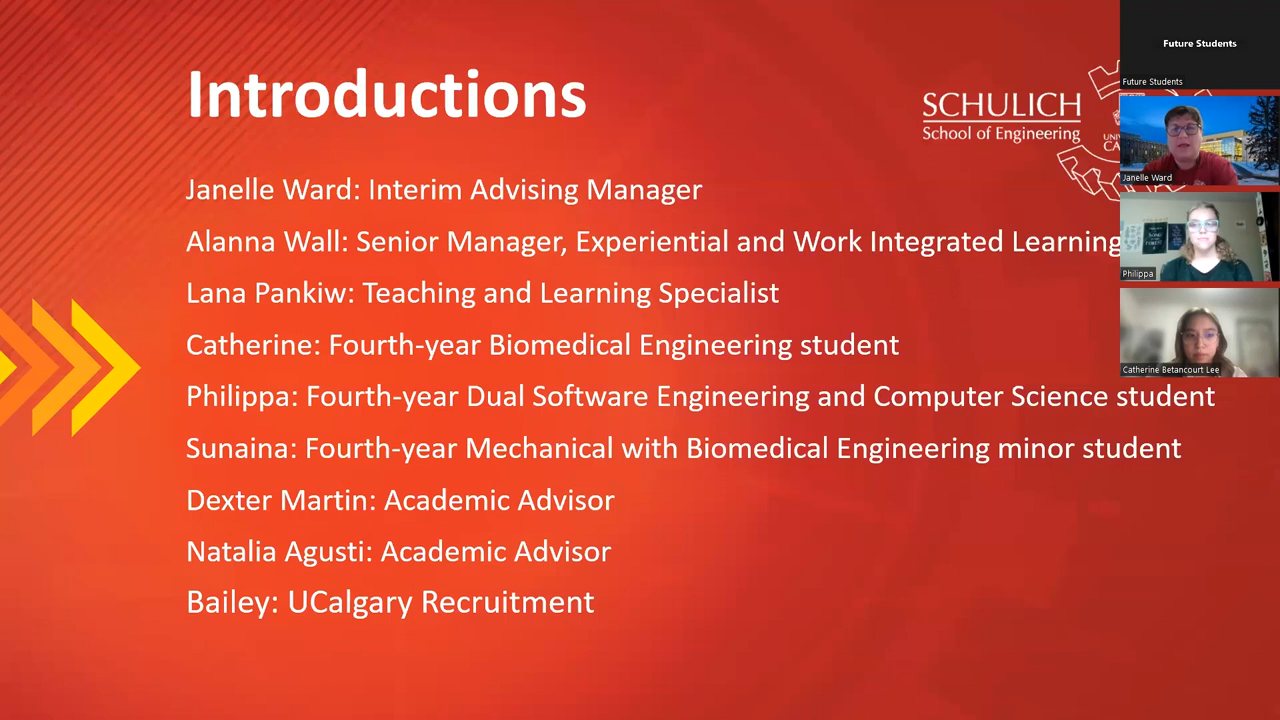 Introductions
SCHULICH
School of Engineering
Janelle Ward: Interim Advising Manager
Alanna Wall: Senior Manager, Experiential and Work Integrated Learning
Lana Pankiw: Teaching and Learning Specialist
Catherine: Fourth-year Biomedical Engineering student
Philippa: Fourth-year Dual Software Engineering and Computer Science student
Sunaina: Fourth-year Mechanical with Biomedical Engineering minor student
Dexter Martin: Academic Advisor
Natalia Agusti: Academic Advisor
Bailey: UCalgary Recruitment
Future Students
Future Students
Janelle Ward
Philippa
Catherine Betancourt Lee